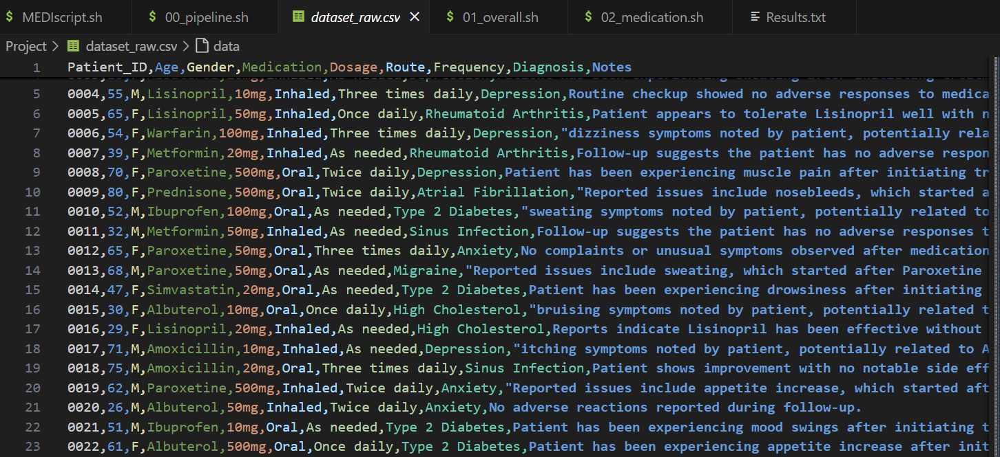 $ MEDIscript.sh $ 00_pipeline.sh dataset_raw.csv × $ 01_overall.sh $ 02_medication.sh Results.txt
Project > dataset_raw.csv > data
1 Patient_ID,Age,Gender,Medication,Dosage,Route,Frequency,Diagnosis,Notes
5 0004,55,M,Lisinopril,10mg,Inhaled,Three times daily,Depression,Routine checkup showed no adverse responses to medica
6 0005,65,F,Lisinopril,50mg,Inhaled,Once daily,Rheumatoid Arthritis,Patient appears to tolerate Lisinopril well with n
7 0006,54,F,Warfarin,100mg,Inhaled,Three times daily,Depression,"dizziness symptoms noted by patient, potentially rela
8 0007,39,F,Metformin,20mg,Inhaled,As needed,Rheumatoid Arthritis,Follow-up suggests the patient has no adverse respon
9 0008,70,F,Paroxetine,500mg,Oral,Twice daily,Depression,Patient has been experiencing muscle pain after initiating tr
10 0009,80,F,Prednisone,500mg,Oral,Twice daily,Atrial Fibrillation,"Reported issues include nosebleeds, which started a
11 0010,52,M,Ibuprofen,100mg,Oral,As needed,Type 2 Diabetes,"sweating symptoms noted by patient, potentially related to
12 0011,32,M,Metformin,50mg,Inhaled,As needed,Sinus Infection,Follow-up suggests the patient has no adverse responses t
13 0012,65,F,Paroxetine,50mg,Oral,Three times daily,Anxiety,No complaints or unusual symptoms observed after medication
14 0013,68,M,Paroxetine,50mg,Oral,As needed,Migraine,"Reported issues include sweating, which started after Paroxetine
15 0014,47,F,Simvastatin,20mg,Oral,As needed,Type 2 Diabetes,Patient has been experiencing drowsiness after initiating
16 0015,30,F,Albuterol,10mg,Oral,Once daily,High Cholesterol,"bruising symptoms noted by patient, potentially related t
17 0016,29,F,Lisinopril,20mg,Inhaled,As needed,High Cholesterol,Reports indicate Lisinopril has been effective without
18 0017,71,M,Amoxicillin,10mg,Inhaled,As needed,Depression,"itching symptoms noted by patient, potentially related to A
19 0018,75,M,Amoxicillin,20mg,Oral,Three times daily,Sinus Infection,Patient shows improvement with no notable side eff
20 0019,62,M,Paroxetine,500mg,Inhaled,Twice daily,Anxiety,"Reported issues include appetite increase, which started aft
21 0020,26,M,Albuterol,50mg,Inhaled,Twice daily,Anxiety,No adverse reactions reported during follow-up.
22 0021,51,M,Ibuprofen,10mg,Oral,As needed,Type 2 Diabetes,Patient has been experiencing mood swings after initiating t
23 0022,61,F,Albuterol,500mg,Oral,Once daily,Type 2 Diabetes,Patient has been experiencing appetite increase after init